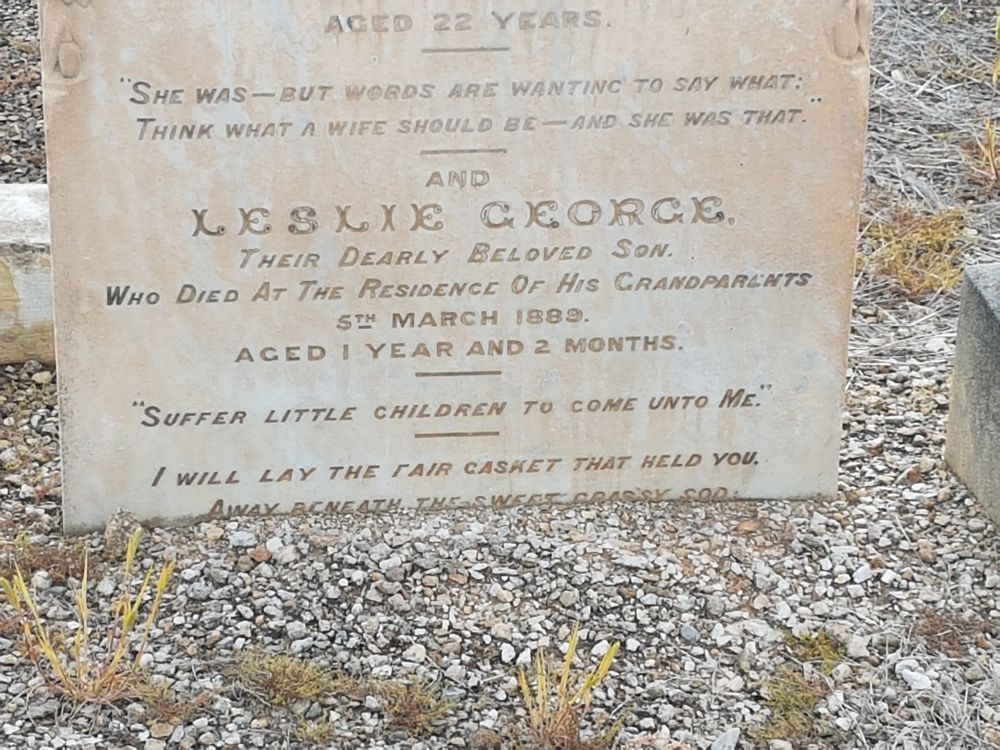 AGED 22 YEARS.
"SHE WAS—BUT WORDS ARE WANTING TO SAY WHAT:
THINK WHAT A WIFE SHOULD BE—AND SHE WAS THAT."
AND
LESLIE GEORGE,
THEIR DEARLY BELOVED SON.
WHO DIED AT THE RESIDENCE OF HIS GRANDPARENTS
5TH MARCH 1889.
AGED 1 YEAR AND 2 MONTHS.
"SUFFER LITTLE CHILDREN TO COME UNTO ME."
I WILL LAY THE FAIR CASKET THAT HELD YOU,
AWAY BENEATH THE SWEET GRASSY SOD: